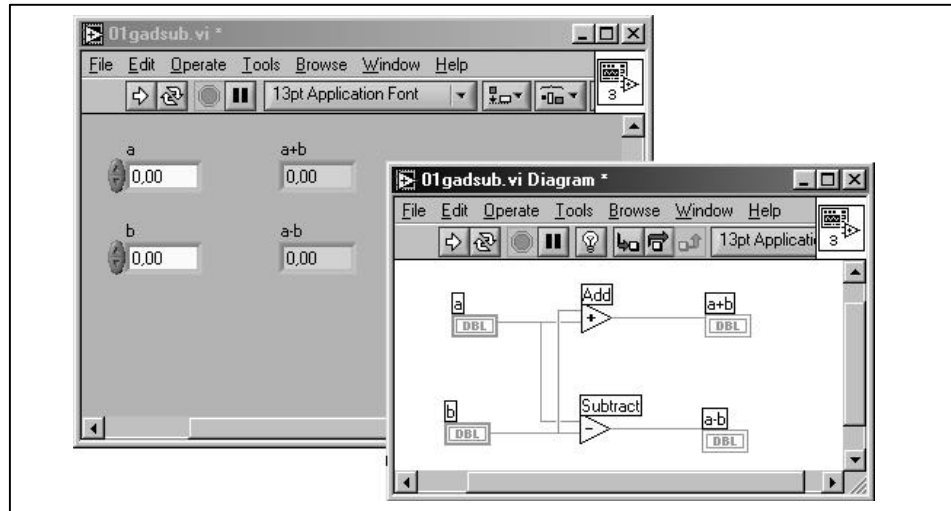 01gadsub.vi *
File Edit Operate Tools Browse Window Help
13pt Application Font
3
a
0,00
a+b
0,00
b
0,00
a-b
0,00
01gadsub.vi Diagram *
File Edit Operate Tools Browse Window Help
13pt Applicati
3
a
DBL
Add
+
a+b
DBL
b
DBL
Subtract
-
a-b
DBL